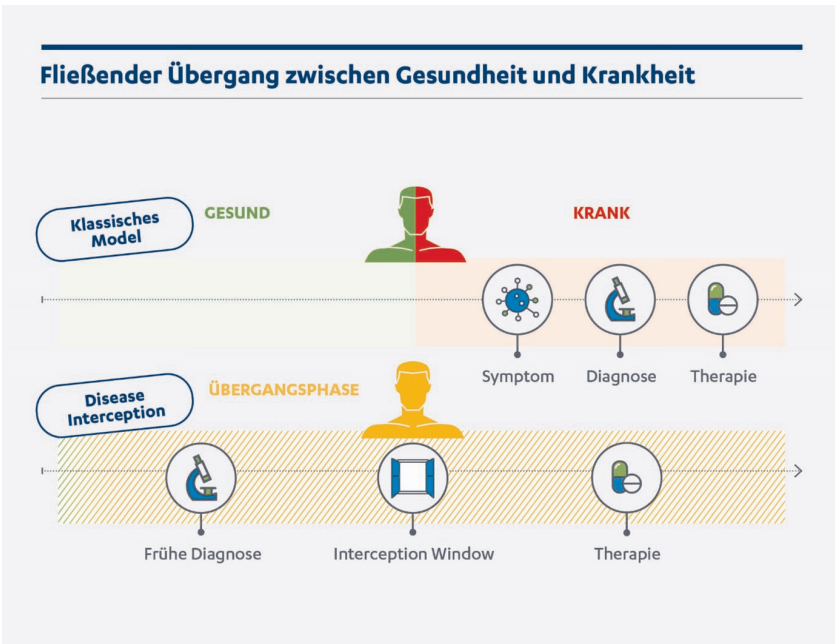 Fließender Übergang zwischen Gesundheit und Krankheit
Klassisches
Model
GESUND
KRANK
Symptom
Diagnose
Therapie
Disease
Interception
ÜBERGANGSPHASE
Frühe Diagnose
Interception Window
Therapie